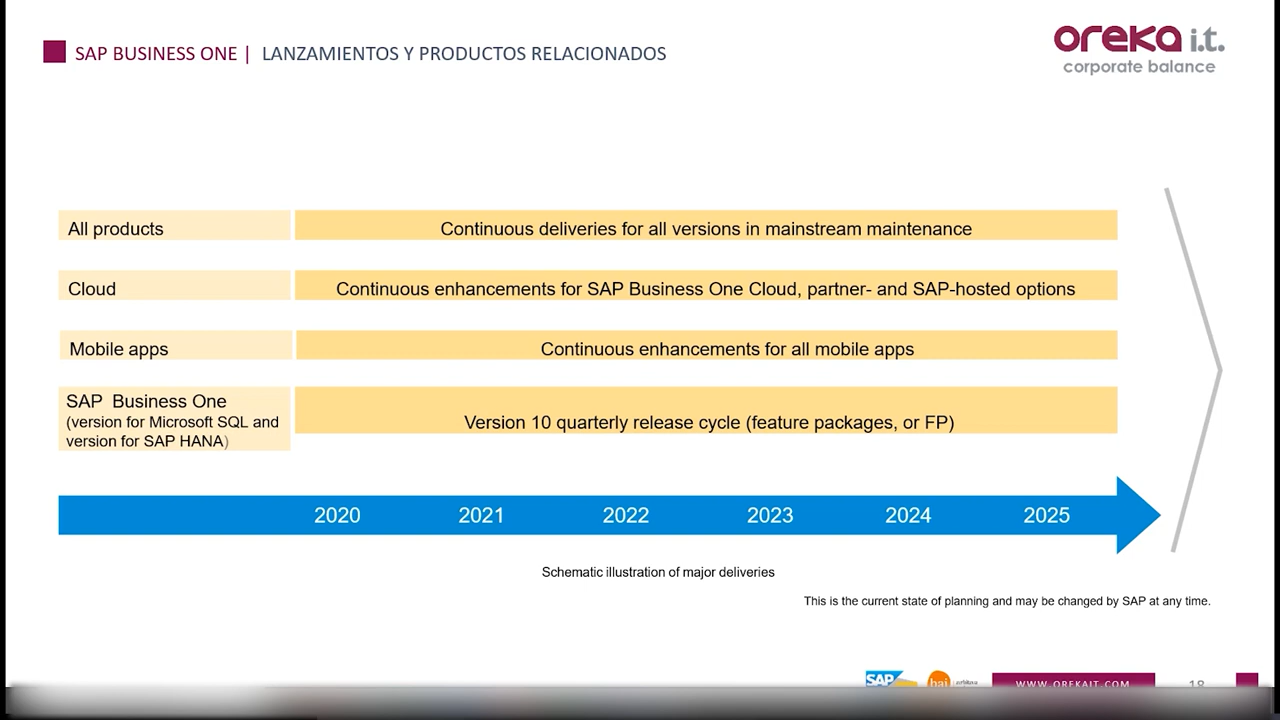 SAP BUSINESS ONE | LANZAMIENTOS Y PRODUCTOS RELACIONADOS
oreka i.t.
corporate balance
All products
Continuous deliveries for all versions in mainstream maintenance
Cloud
Continuous enhancements for SAP Business One Cloud, partner- and SAP-hosted options
Mobile apps
Continuous enhancements for all mobile apps
SAP Business One
(version for Microsoft SQL and
version for SAP HANA)
Version 10 quarterly release cycle (feature packages, or FP)
2020 2021 2022 2023 2024 2025
Schematic illustration of major deliveries
This is the current state of planning and may be changed by SAP at any time.
SAP
bai
WWW.OREKAIT.COM
18